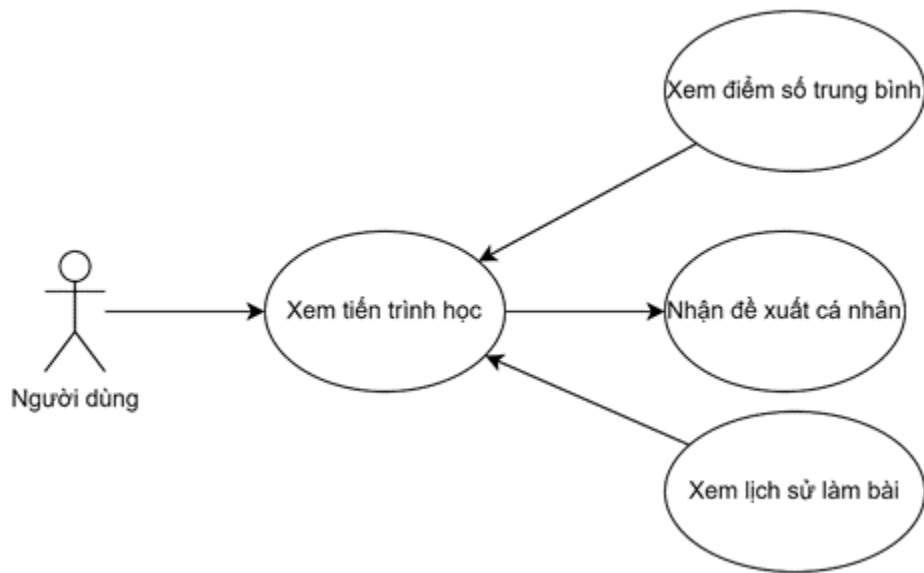 Xem điểm số trung bình
Xem tiến trình học
Nhận đề xuất cá nhân
Người dùng
Xem lịch sử làm bài